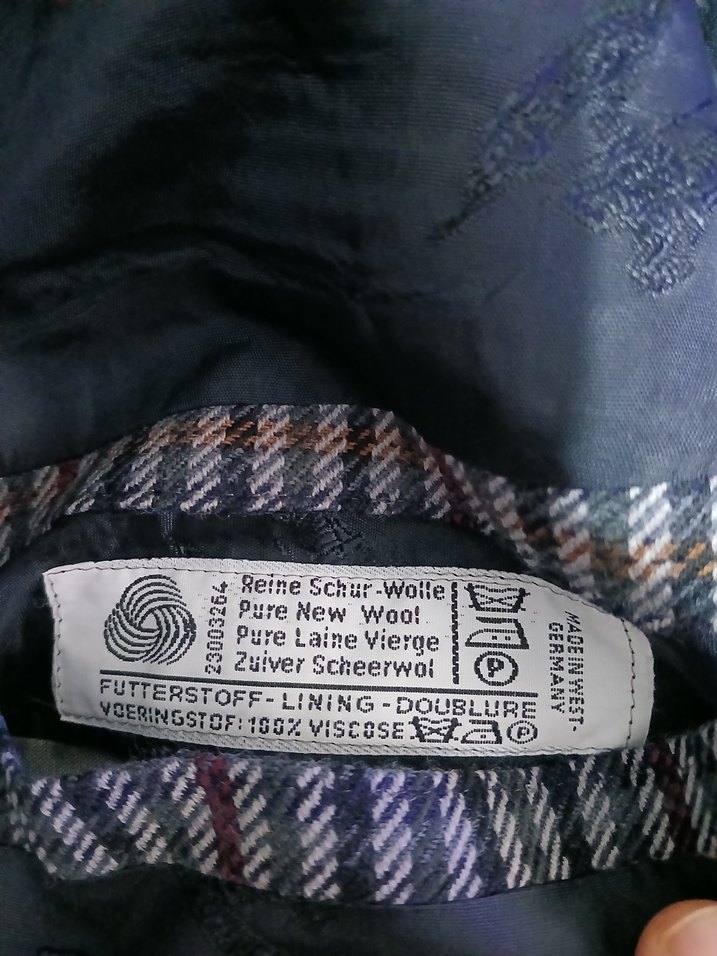 23003264
Reine Schur-Wolle
Pure New Wool
Pure Laine Vierge
Zuiver Scheerwol
P
MADE IN WEST-
GERMANY
FUTTERSTOFF-LINING-DOUBLURE
VOERINGSTOF: 100% VISCOSE
P